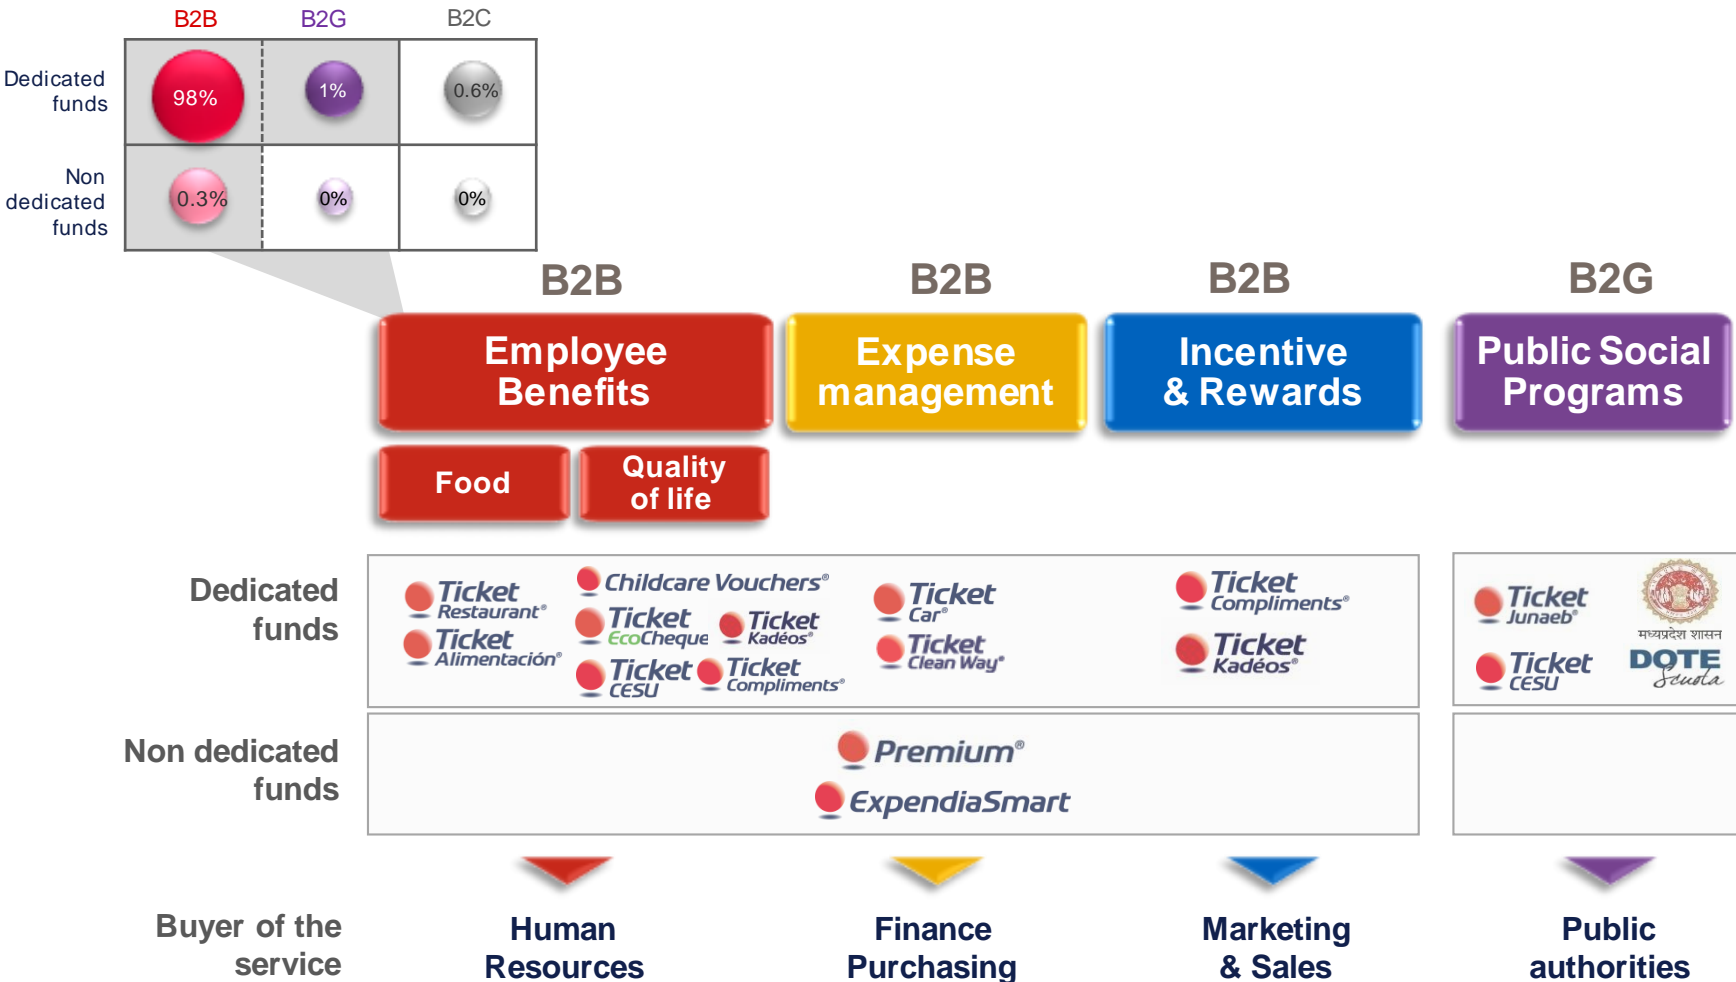 B2B B2G B2C
Dedicated
funds
98% 1% 0.6%
Non
dedicated
funds
0.3% 0% 0%
B2B B2B B2B B2G
Employee
Benefits
Expense
management
Incentive
& Rewards
Public Social
Programs
Food
Quality
of life
Dedicated
funds
Ticket
Restaurant®
Ticket
Alimentación®
Childcare Vouchers®
Ticket
EcoCheque
Ticket
Kadéos®
Ticket
CESU
Ticket
Compliments®
Ticket
Car®
Ticket
Clean Way®
Ticket
Compliments®
Ticket
Kadéos®
Ticket
Junaeb®
Ticket
CESU
मध्यप्रदेश शासन
DOTE
Scuola
Non dedicated
funds
Premium®
ExpendiaSmart
Buyer of the
service
Human
Resources
Finance
Purchasing
Marketing
& Sales
Public
authorities